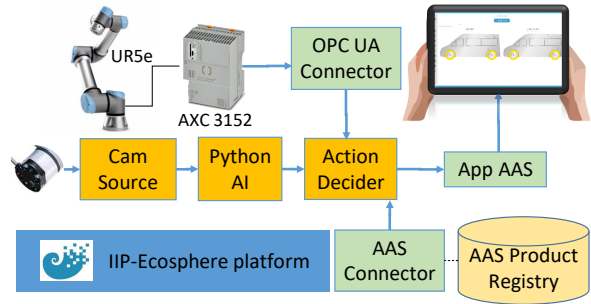 UR5e
AXC 3152
OPC UA
Connector
Cam
Source
Python
AI
Action
Decider
App AAS
IIP-Ecosphere platform
AAS
Connector
AAS Product
Registry